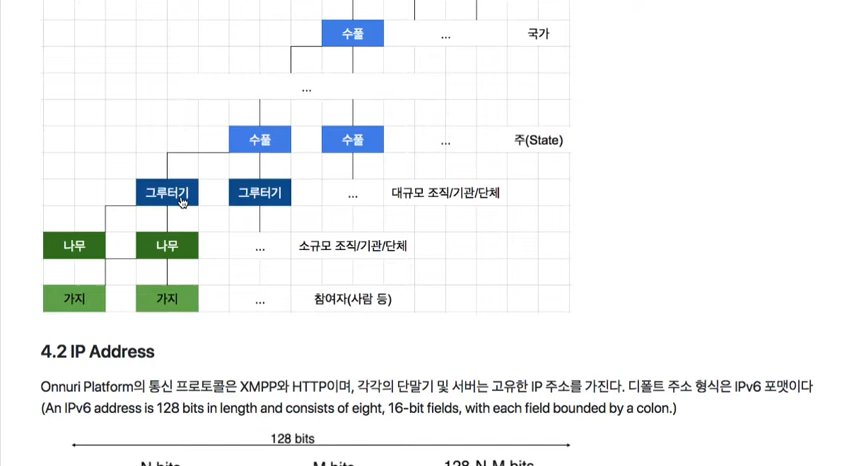 수풀 ... 국가
...
수풀 수풀 ... 주(State)
그루터기 그루터기 ... 대규모 조직/기관/단체
나무 나무 ... 소규모 조직/기관/단체
가지 가지 ... 참여자(사람 등)
4.2 IP Address
Onnuri Platform의 통신 프로토콜은 XMPP와 HTTP이며, 각각의 단말기 및 서버는 고유한 IP 주소를 가진다. 디폴트 주소 형식은 IPv6 포맷이다
(An IPv6 address is 128 bits in length and consists of eight, 16-bit fields, with each field bounded by a colon.)
128 bits
N bits M bits 128-N-M bits